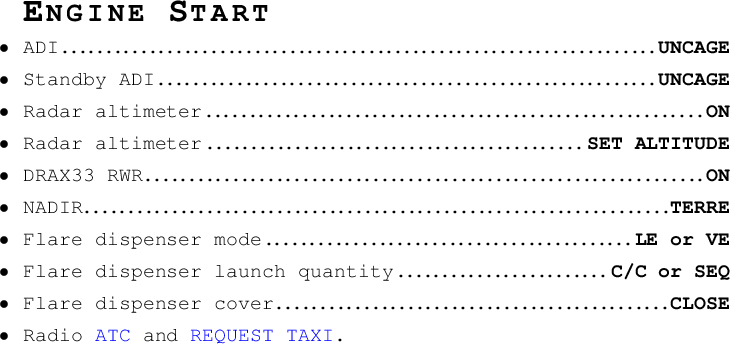 ENGINE START
• ADI....................................................................UNCAGE
• Standby ADI.........................................................UNCAGE
• Radar altimeter.........................................................ON
• Radar altimeter...........................................SET ALTITUDE
• DRAX33 RWR................................................................ON
• NADIR...................................................................TERRE
• Flare dispenser mode..........................................LE or VE
• Flare dispenser launch quantity........................C/C or SEQ
• Flare dispenser cover.............................................CLOSE
• Radio ATC and REQUEST TAXI.